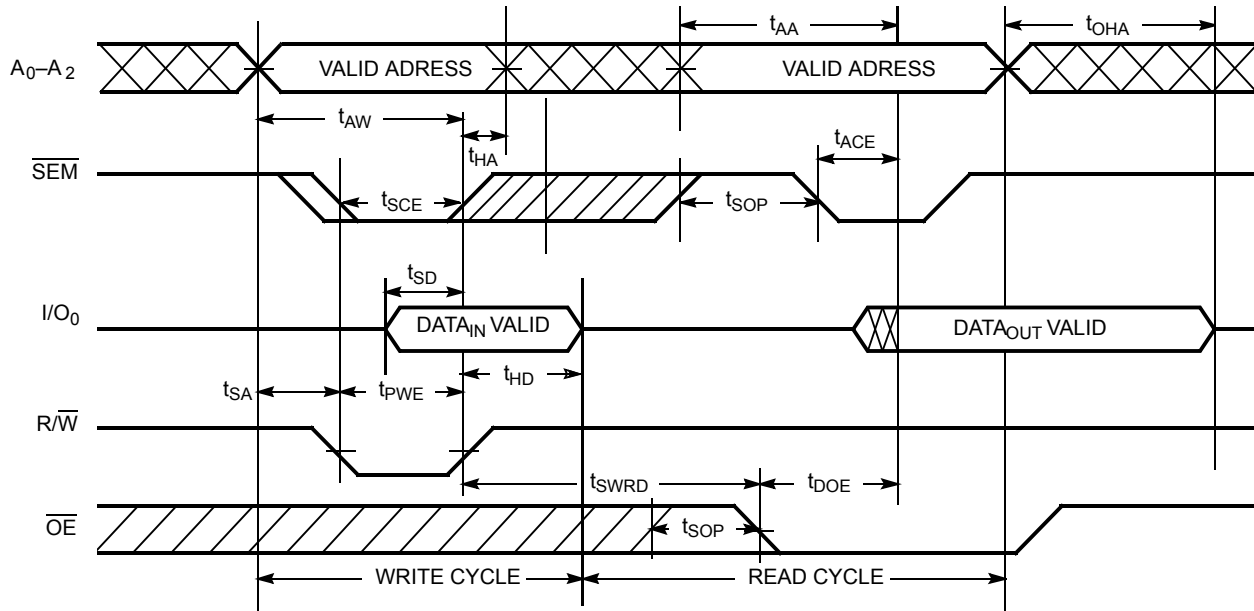 tAA
tOHA
A0–A2
VALID ADRESS
VALID ADRESS
tAW
tHA
tACE
SEM
tSCE
tSOP
tSD
I/O0
DATAIN VALID
DATAOUT VALID
tSA
tPWE
tHD
R/W
tSWRD
tDOE
OE
tSOP
WRITE CYCLE
READ CYCLE